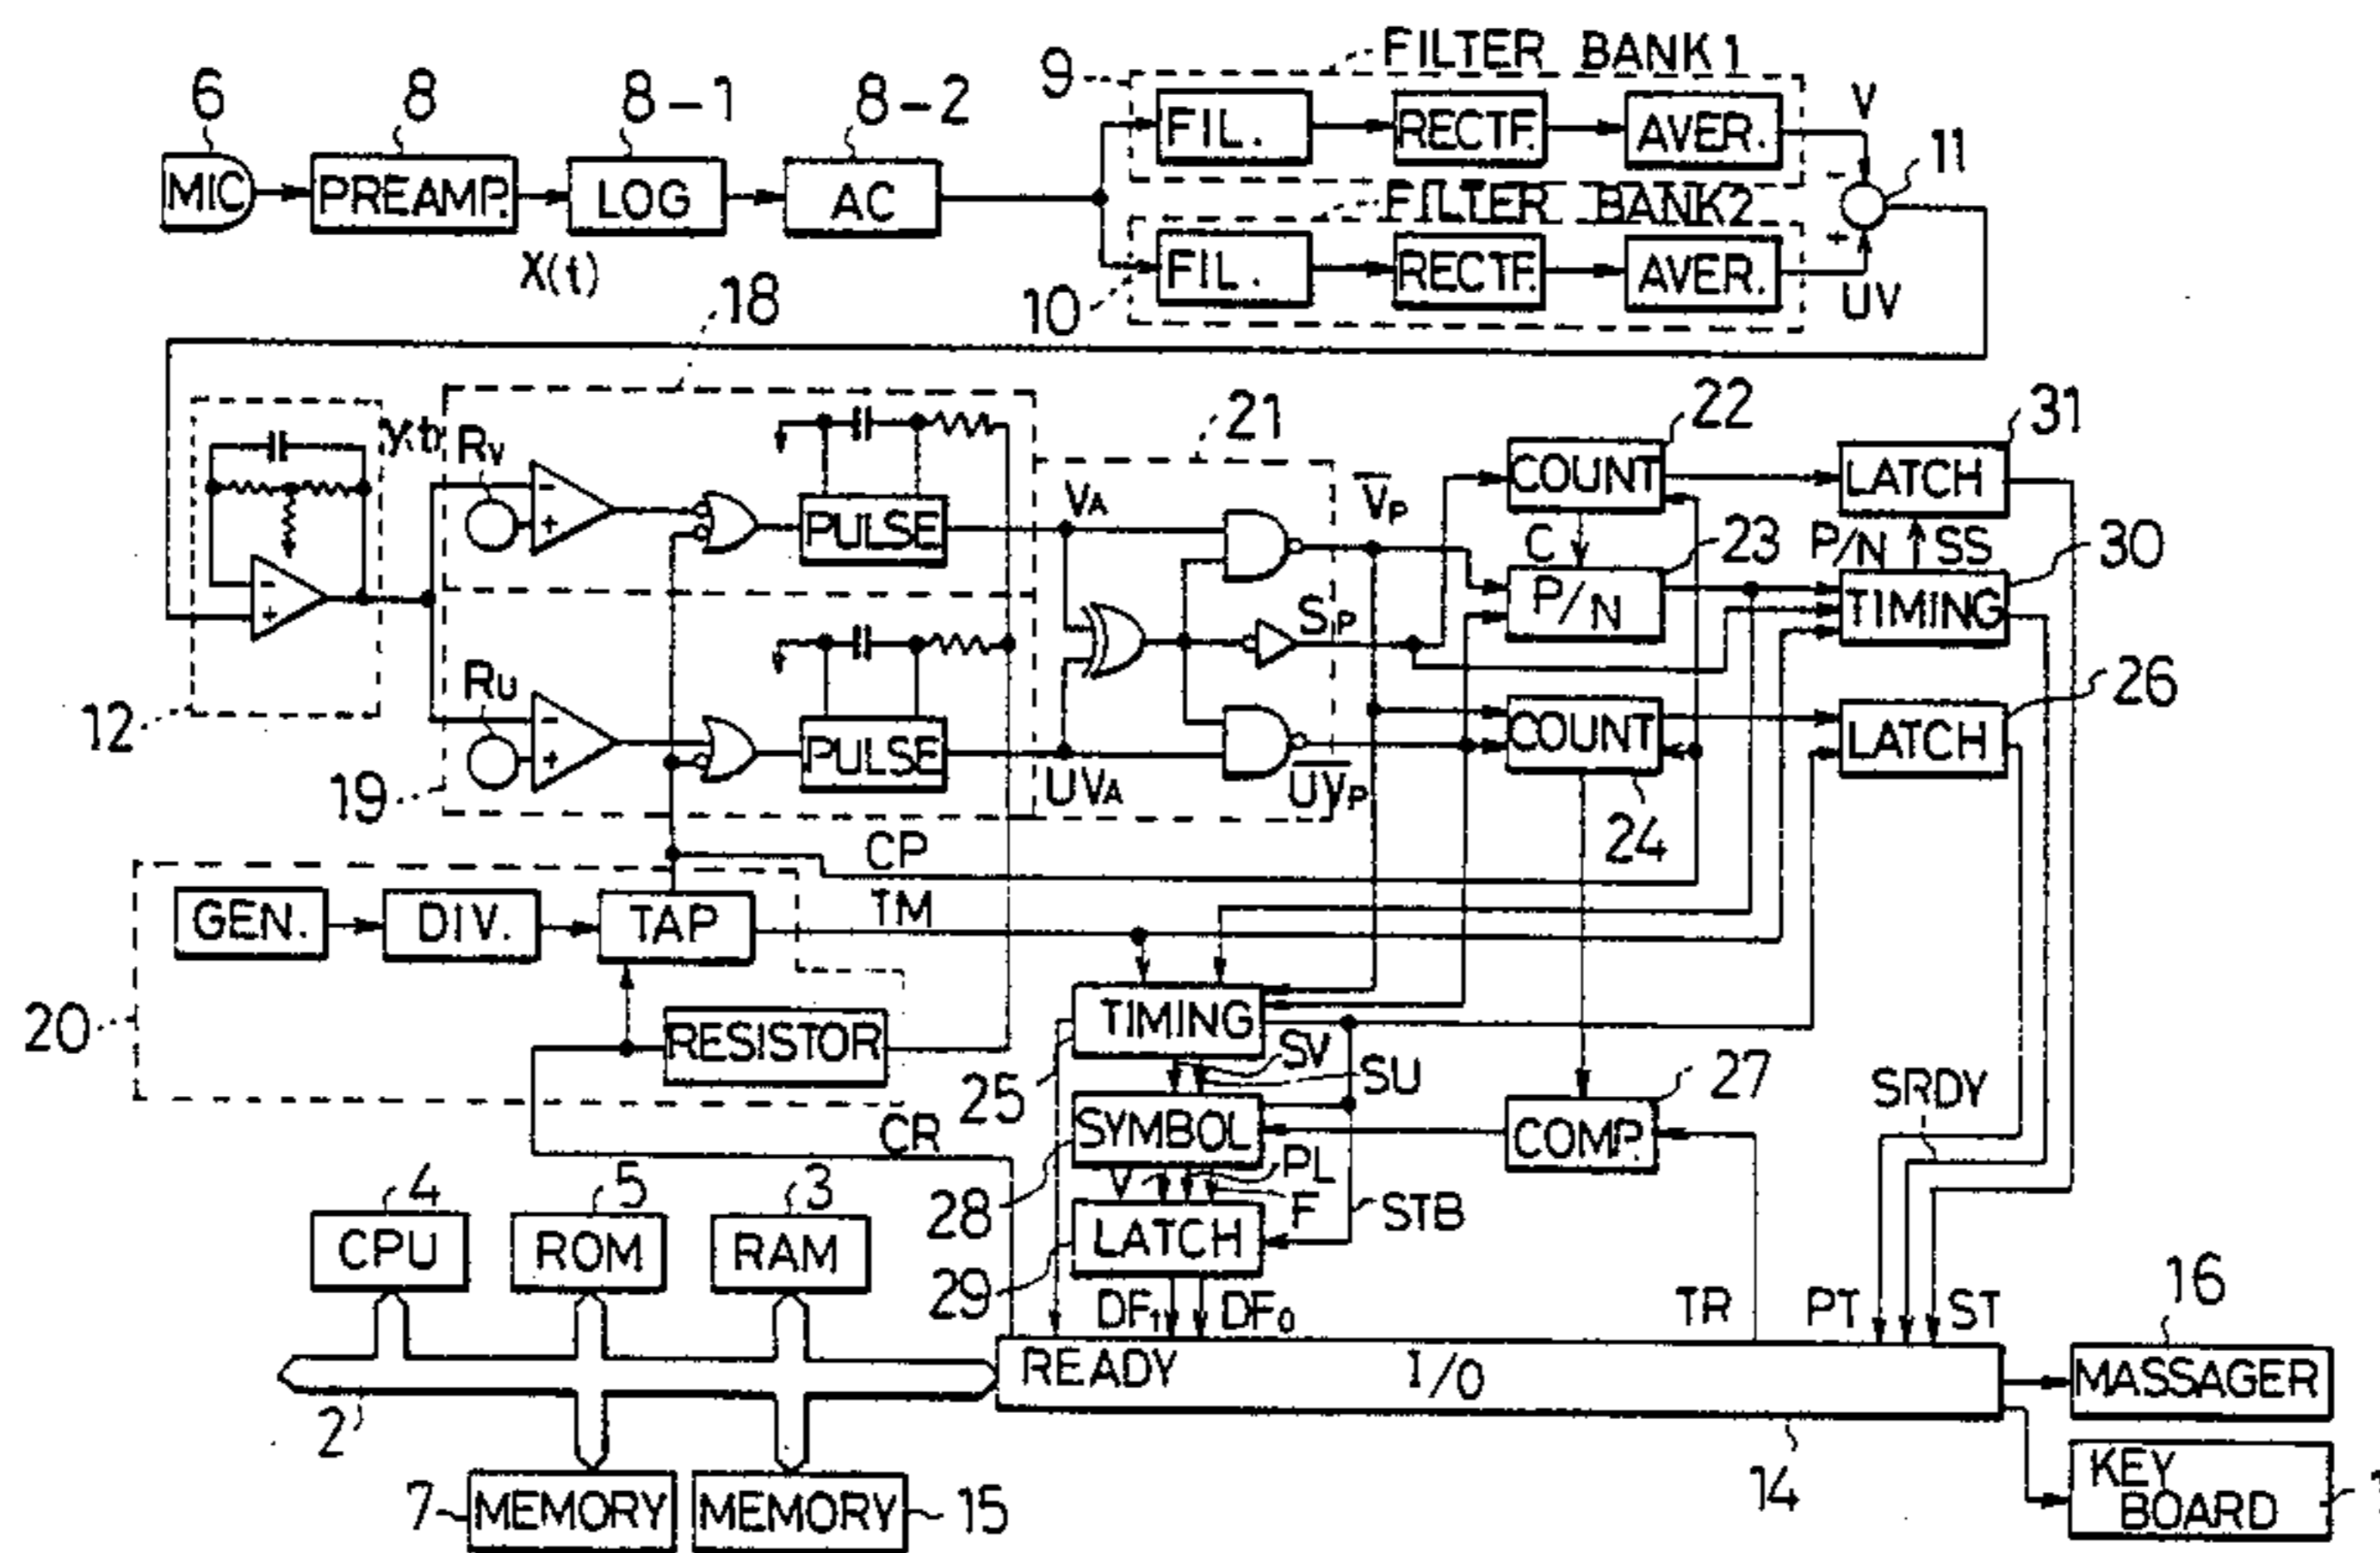 FILTER BANK1
6 8 8-1 8-2 9 V
MIC PREAMP. LOG AC FIL. RECTF. AVER. - 11
FILTER BANK2
X(t) 18 10 FIL. RECTF. AVER. + UV
12 19 21 22 31
RV - + PULSE VA V̅P COUNT LATCH
C P/N SS 23 30
- + SP P/N TIMING
RU - + PULSE UVA U̅V̅P COUNT LATCH 26
24
CP
20 GEN. DIV. TAP TM
RESISTOR CR
25 TIMING SV SU
28 SYMBOL COMP. 27 SRDY
V PL F STB
29 LATCH
DF1 DF0 TR PT ST
4 5 3
CPU ROM RAM
2 READY I/O 14
16 MASSAGER
7 MEMORY MEMORY 15
KEY
BOARD